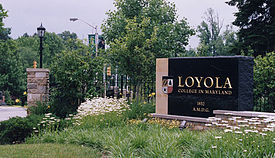 LOYOLA
COLLEGE IN MARYLAND
1852
A.M.D.G.